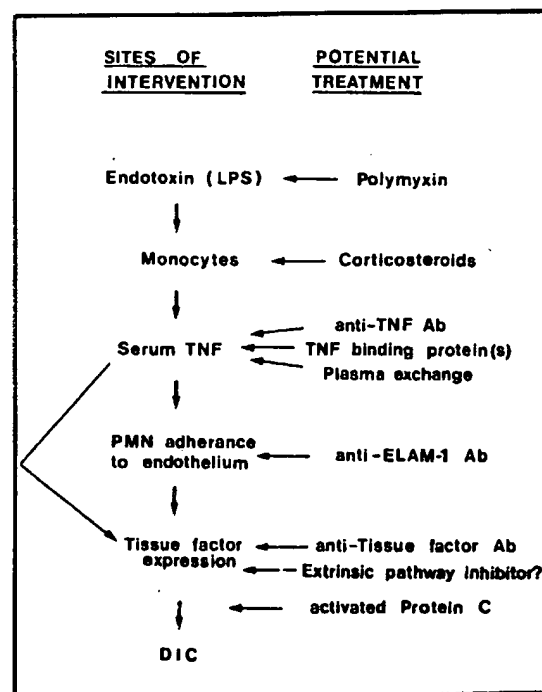 SITES OF INTERVENTION
POTENTIAL TREATMENT
Endotoxin (LPS)
Polymyxin
Monocytes
Corticosteroids
Serum TNF
anti-TNF Ab
TNF binding protein(s)
Plasma exchange
PMN adherance
to endothelium
anti-ELAM-1 Ab
Tissue factor
expression
anti-Tissue factor Ab
Extrinsic pathway inhibitor?
activated Protein C
DIC